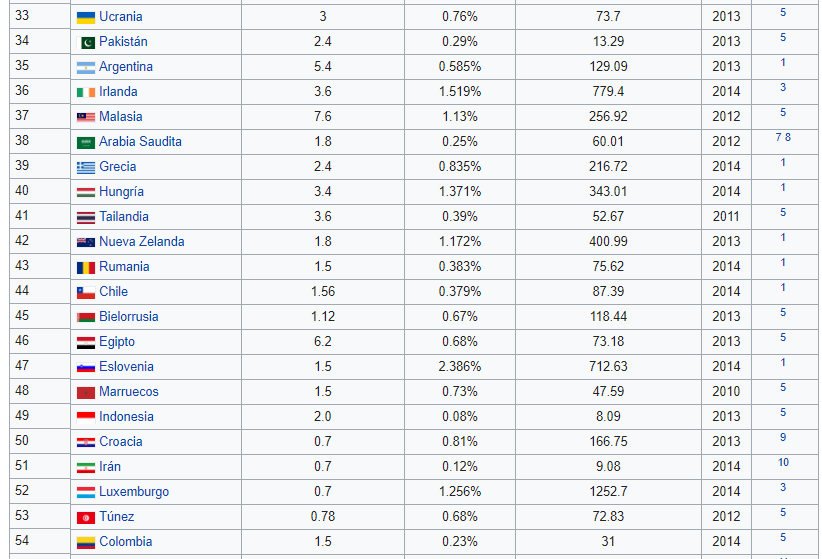 33 Ucrania 3 0.76% 73.7 2013 5
34 Pakistán 2.4 0.29% 13.29 2013 5
35 Argentina 5.4 0.585% 129.09 2013 1
36 Irlanda 3.6 1.519% 779.4 2014 3
37 Malasia 7.6 1.13% 256.92 2012 5
38 Arabia Saudita 1.8 0.25% 60.01 2012 7 8
39 Grecia 2.4 0.835% 216.72 2014 1
40 Hungría 3.4 1.371% 343.01 2014 1
41 Tailandia 3.6 0.39% 52.67 2011 5
42 Nueva Zelanda 1.8 1.172% 400.99 2013 1
43 Rumania 1.5 0.383% 75.62 2014 1
44 Chile 1.56 0.379% 87.39 2014 1
45 Bielorrusia 1.12 0.67% 118.44 2013 5
46 Egipto 6.2 0.68% 73.18 2013 5
47 Eslovenia 1.5 2.386% 712.63 2014 1
48 Marruecos 1.5 0.73% 47.59 2010 5
49 Indonesia 2.0 0.08% 8.09 2013 5
50 Croacia 0.7 0.81% 166.75 2013 9
51 Irán 0.7 0.12% 9.08 2014 10
52 Luxemburgo 0.7 1.256% 1252.7 2014 3
53 Túnez 0.78 0.68% 72.83 2012 5
54 Colombia 1.5 0.23% 31 2014 5